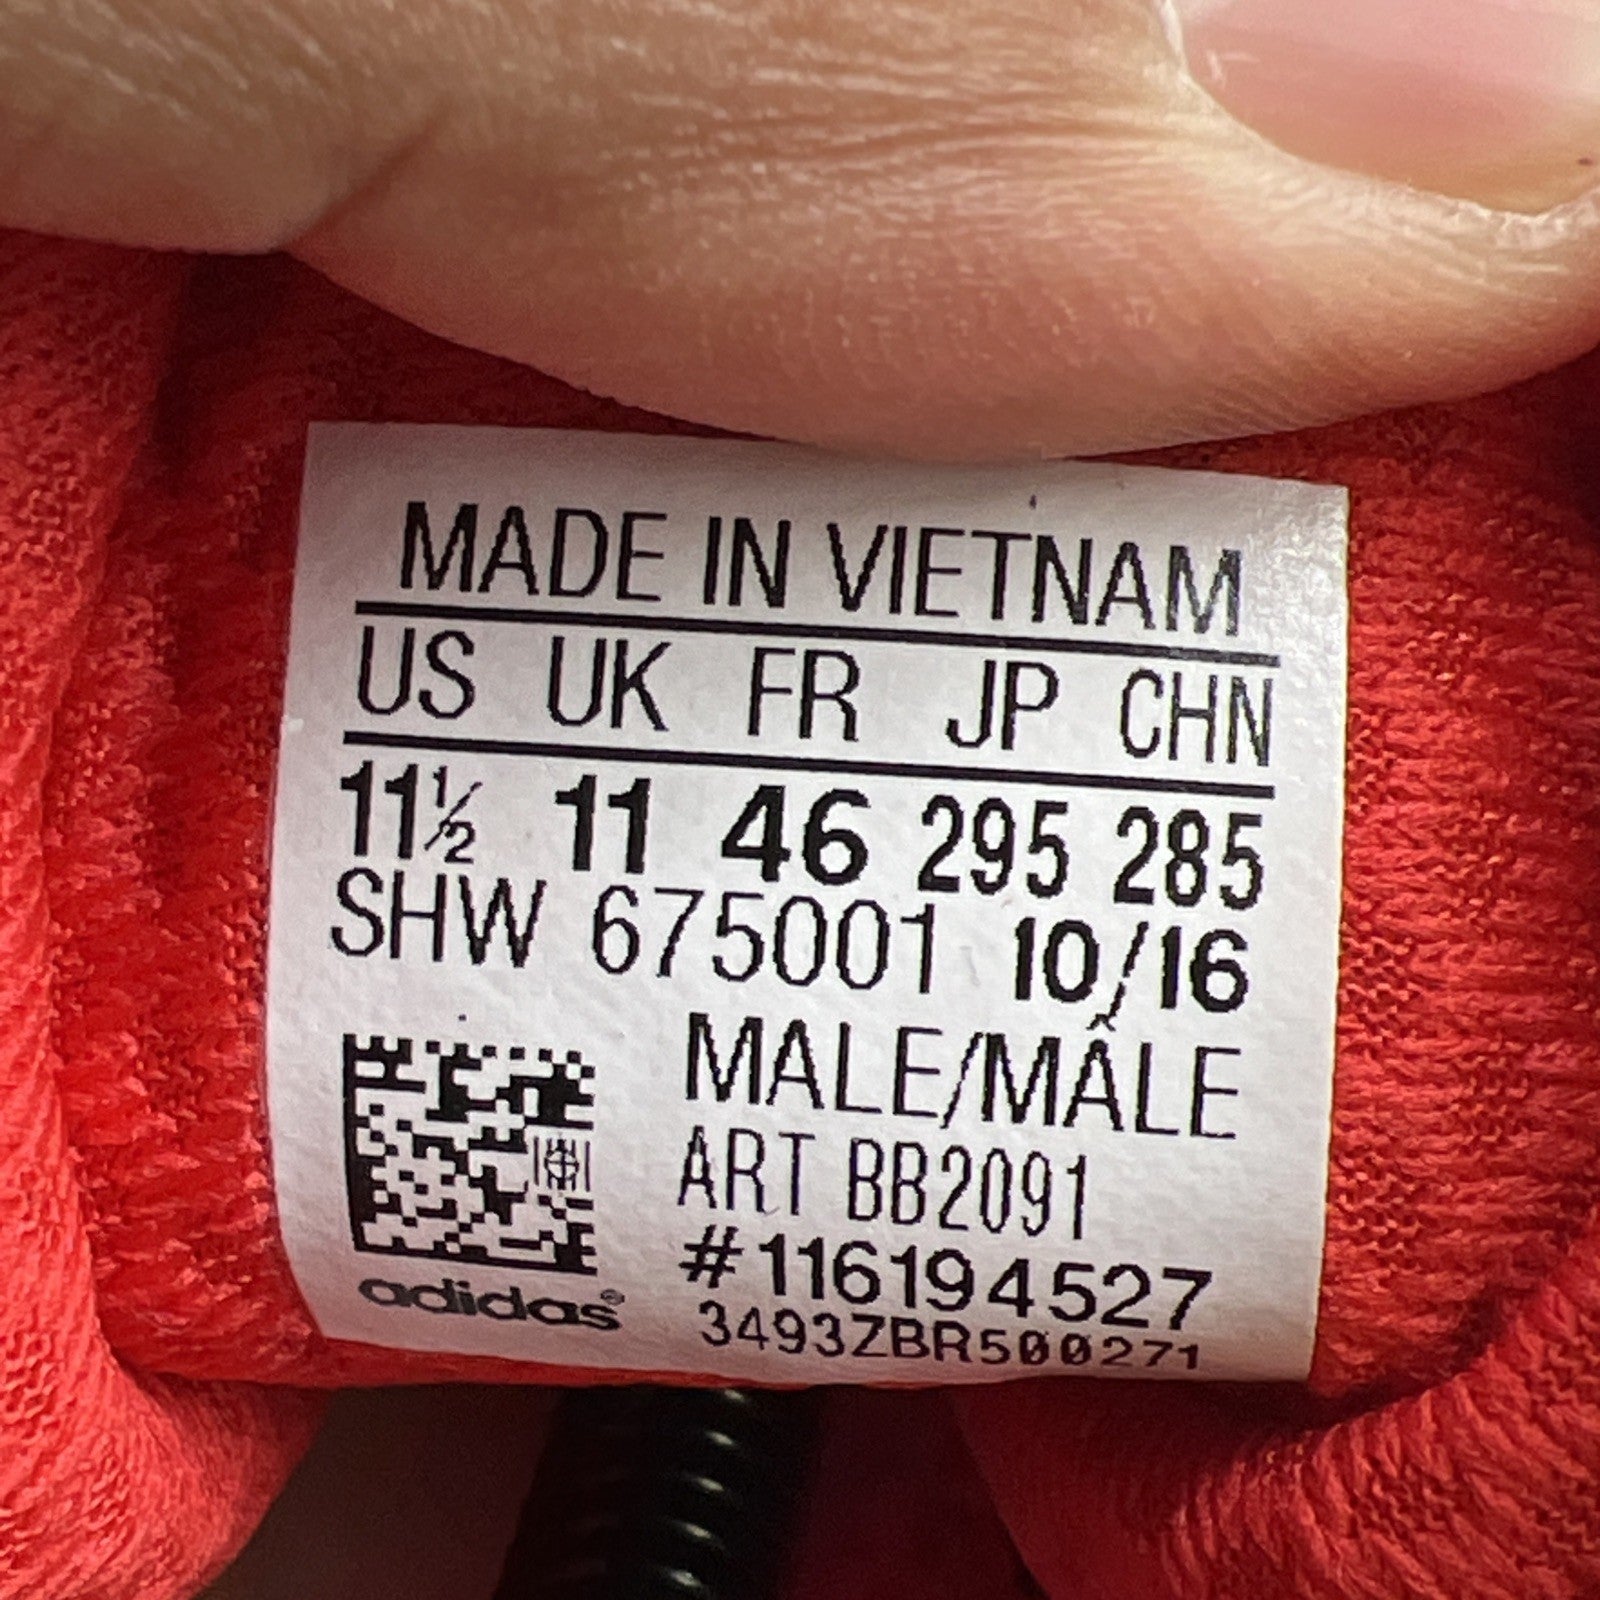 MADE IN VIETNAM
US UK FR JP CHN
11½ 11 46 295 285
SHW 675001 10/16
MALE/MÂLE
ART BB2091
#116194527
adidas®
3493ZBR500271